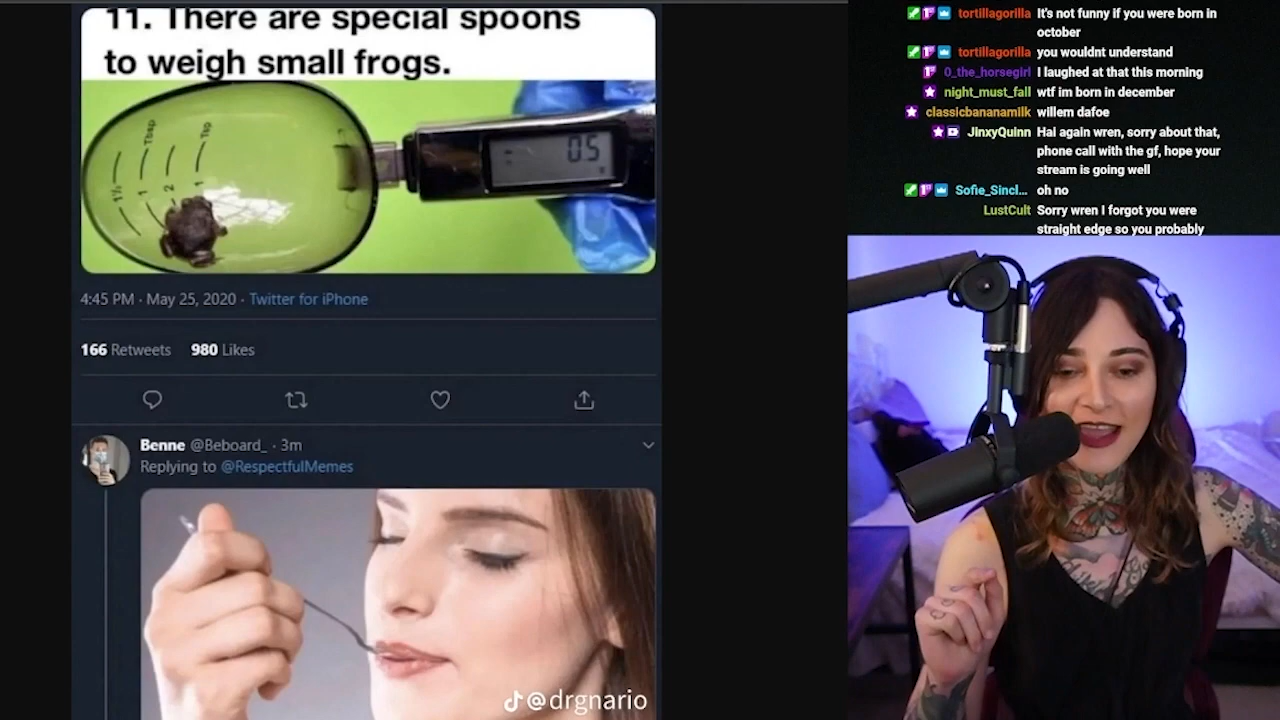 11. There are special spoons
to weigh small frogs.
1½
1
Tbsp
2
1
Tsp
05
4:45 PM · May 25, 2020 · Twitter for iPhone
166 Retweets 980 Likes
Benne @Beboard_ · 3m
Replying to @RespectfulMemes
@drgnario
tortillagorilla It's not funny if you were born in
october
tortillagorilla you wouldnt understand
0_the_horsegirl I laughed at that this morning
night_must_fall wtf im born in december
classicbananamilk willem dafoe
JinxyQuinn Hai again wren, sorry about that,
phone call with the gf, hope your
stream is going well
Sofie_Sincl... oh no
LustCult Sorry wren I forgot you were
straight edge so you probably